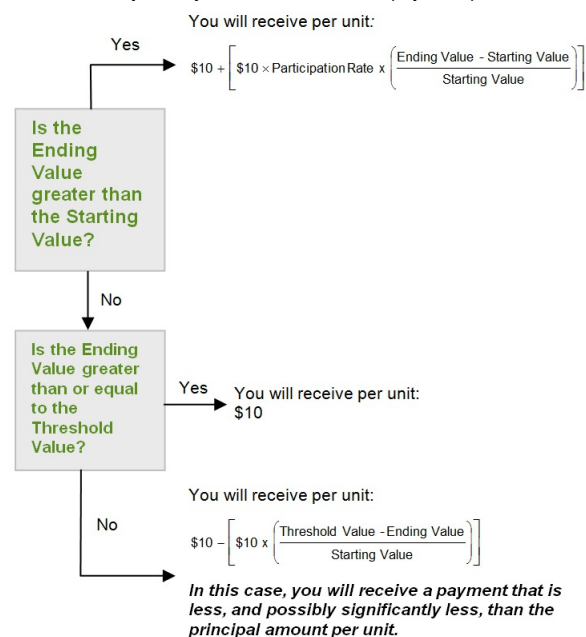 You will receive per unit:
Yes
$10 + [ $10 × Participation Rate x ( Ending Value - Starting Value / Starting Value ) ]
Is the
Ending
Value
greater than
the Starting
Value?
No
Is the Ending
Value greater
than or equal
to the
Threshold
Value?
Yes
You will receive per unit:
$10
You will receive per unit:
No
$10 – [ $10 x ( Threshold Value - Ending Value / Starting Value ) ]
In this case, you will receive a payment that is
less, and possibly significantly less, than the
principal amount per unit.